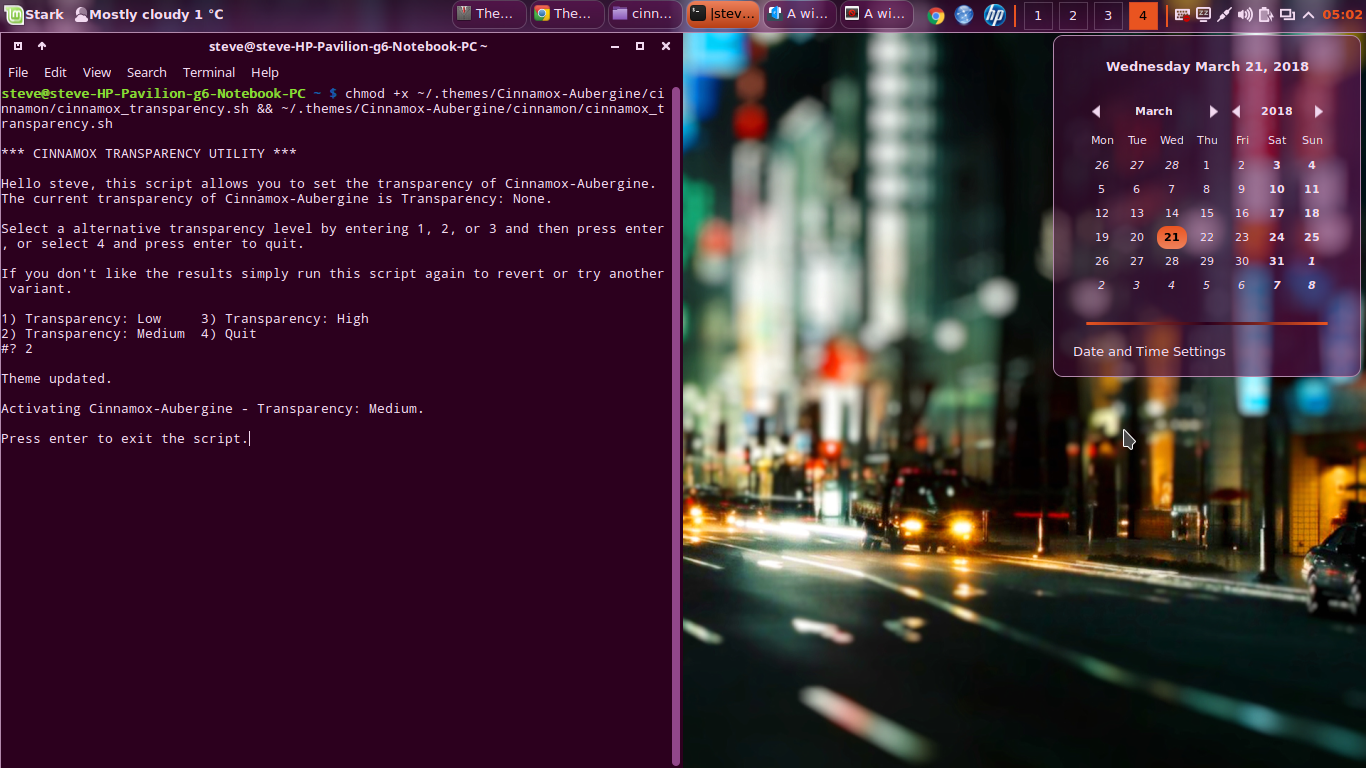 Stark Mostly cloudy 1 °C The... The... cinn... |stev... A wi... A wi... hp 1 2 3 4 05:02
steve@steve-HP-Pavilion-g6-Notebook-PC ~
File Edit View Search Terminal Help
steve@steve-HP-Pavilion-g6-Notebook-PC ~ $ chmod +x ~/.themes/Cinnamox-Aubergine/ci
nnamon/cinnamox_transparency.sh && ~/.themes/Cinnamox-Aubergine/cinnamon/cinnamox_t
ransparency.sh
*** CINNAMOX TRANSPARENCY UTILITY ***
Hello steve, this script allows you to set the transparency of Cinnamox-Aubergine.
The current transparency of Cinnamox-Aubergine is Transparency: None.
Select a alternative transparency level by entering 1, 2, or 3 and then press enter
, or select 4 and press enter to quit.
If you don't like the results simply run this script again to revert or try another
variant.
1) Transparency: Low 3) Transparency: High
2) Transparency: Medium 4) Quit
#? 2
Theme updated.
Activating Cinnamox-Aubergine - Transparency: Medium.
Press enter to exit the script.
Wednesday March 21, 2018
March 2018
Mon Tue Wed Thu Fri Sat Sun
26 27 28 1 2 3 4
5 6 7 8 9 10 11
12 13 14 15 16 17 18
19 20 21 22 23 24 25
26 27 28 29 30 31 1
2 3 4 5 6 7 8
Date and Time Settings